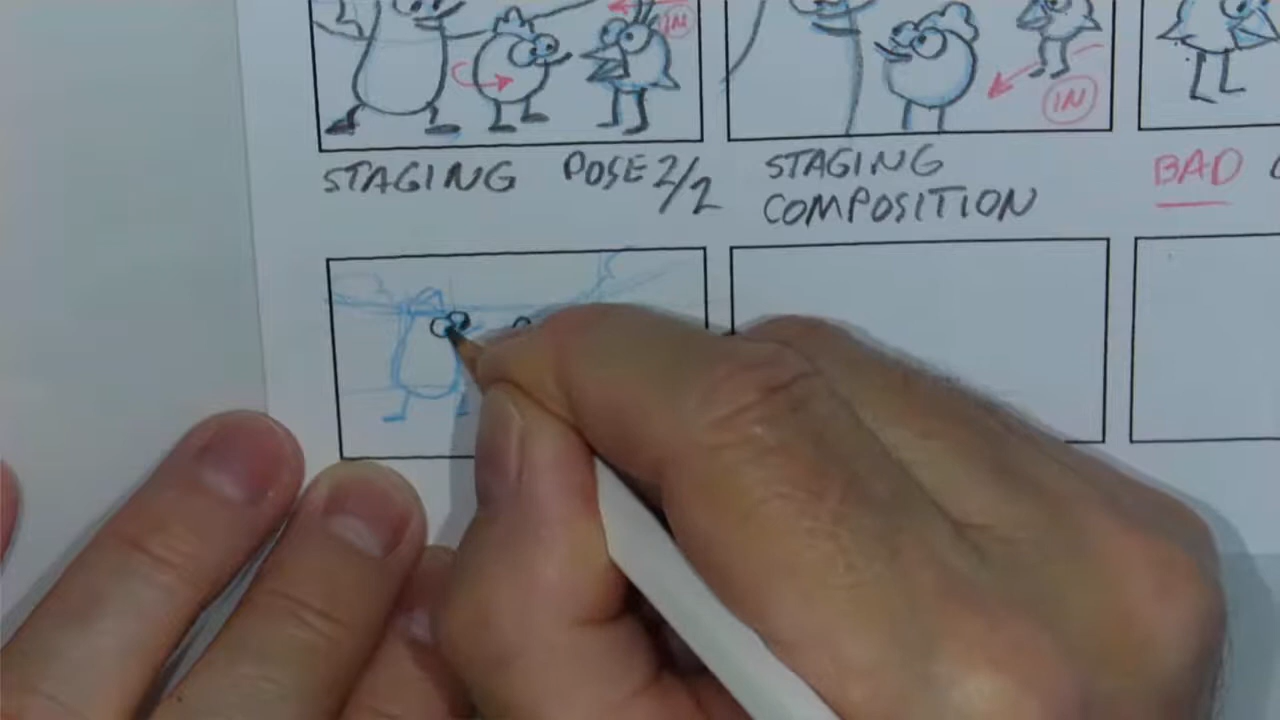 IN
IN
STAGING POSE 2/2
STAGING
COMPOSITION
BAD